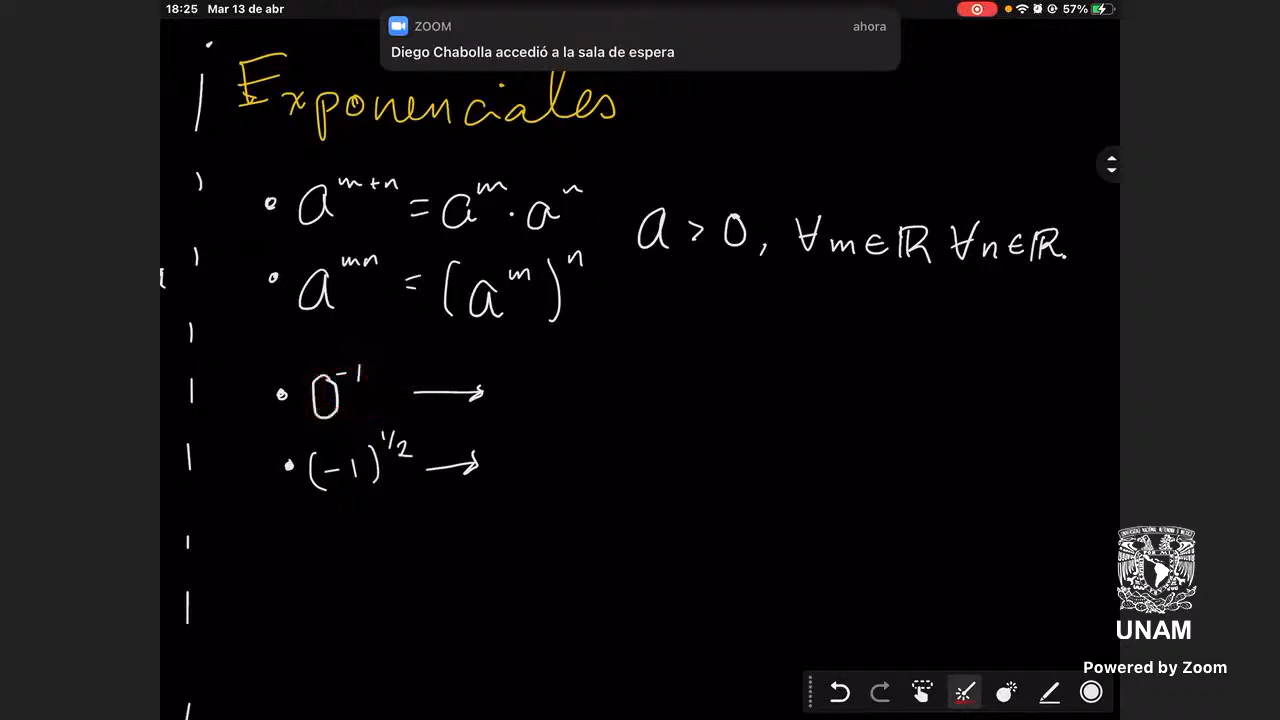 18:25 Mar 13 de abr 57%
ZOOM ahora
Diego Chabolla accedió a la sala de espera
Exponenciales
• a^{m+n} = a^m · a^n a > 0, ∀m∈ℝ ∀n∈ℝ.
• a^{mn} = (a^m)^n
• 0^{-1} →
• (-1)^{1/2} →
UNAM
Powered by Zoom